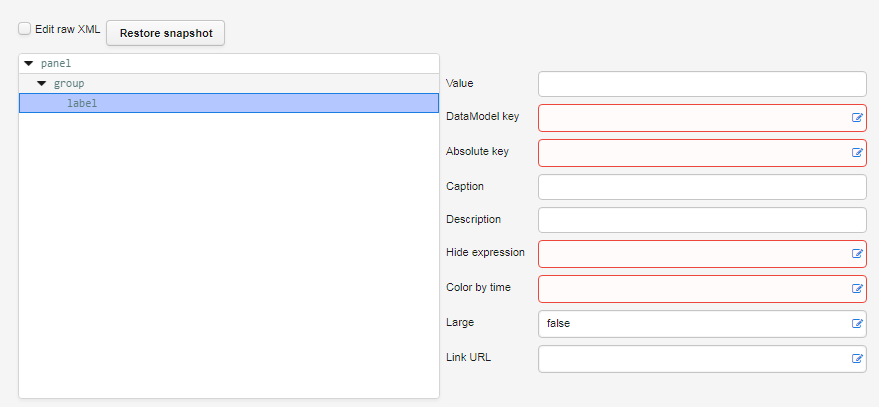 Edit raw XML
Restore snapshot
panel
group
label
Value
DataModel key
Absolute key
Caption
Description
Hide expression
Color by time
Large
false
Link URL